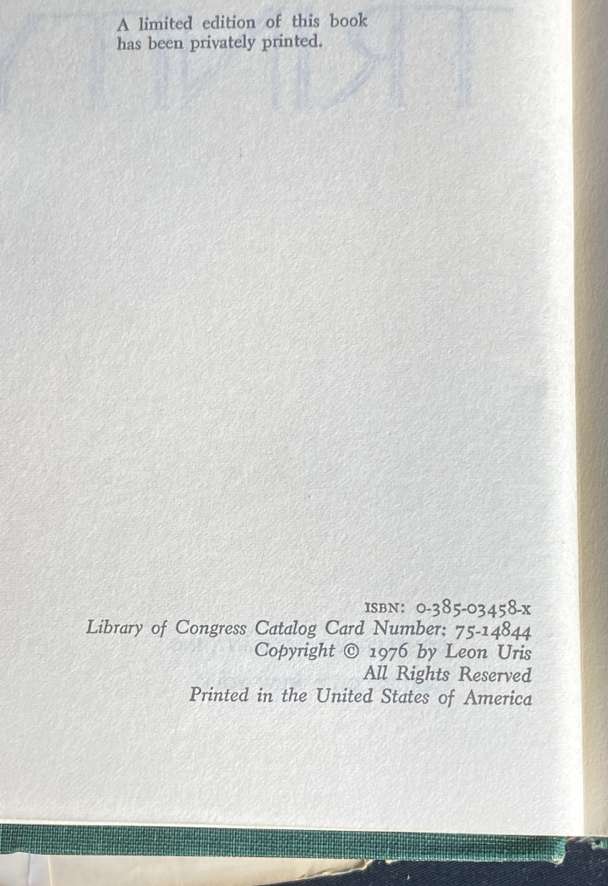 A limited edition of this book
has been privately printed.
ISBN: 0-385-03458-x
Library of Congress Catalog Card Number: 75-14844
Copyright © 1976 by Leon Uris
All Rights Reserved
Printed in the United States of America